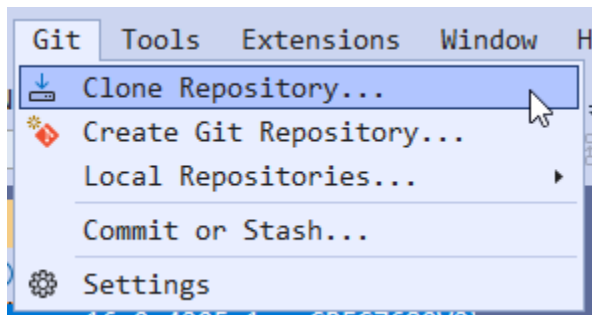 Git Tools Extensions Window H
Clone Repository...
Create Git Repository...
Local Repositories...
Commit or Stash...
Settings